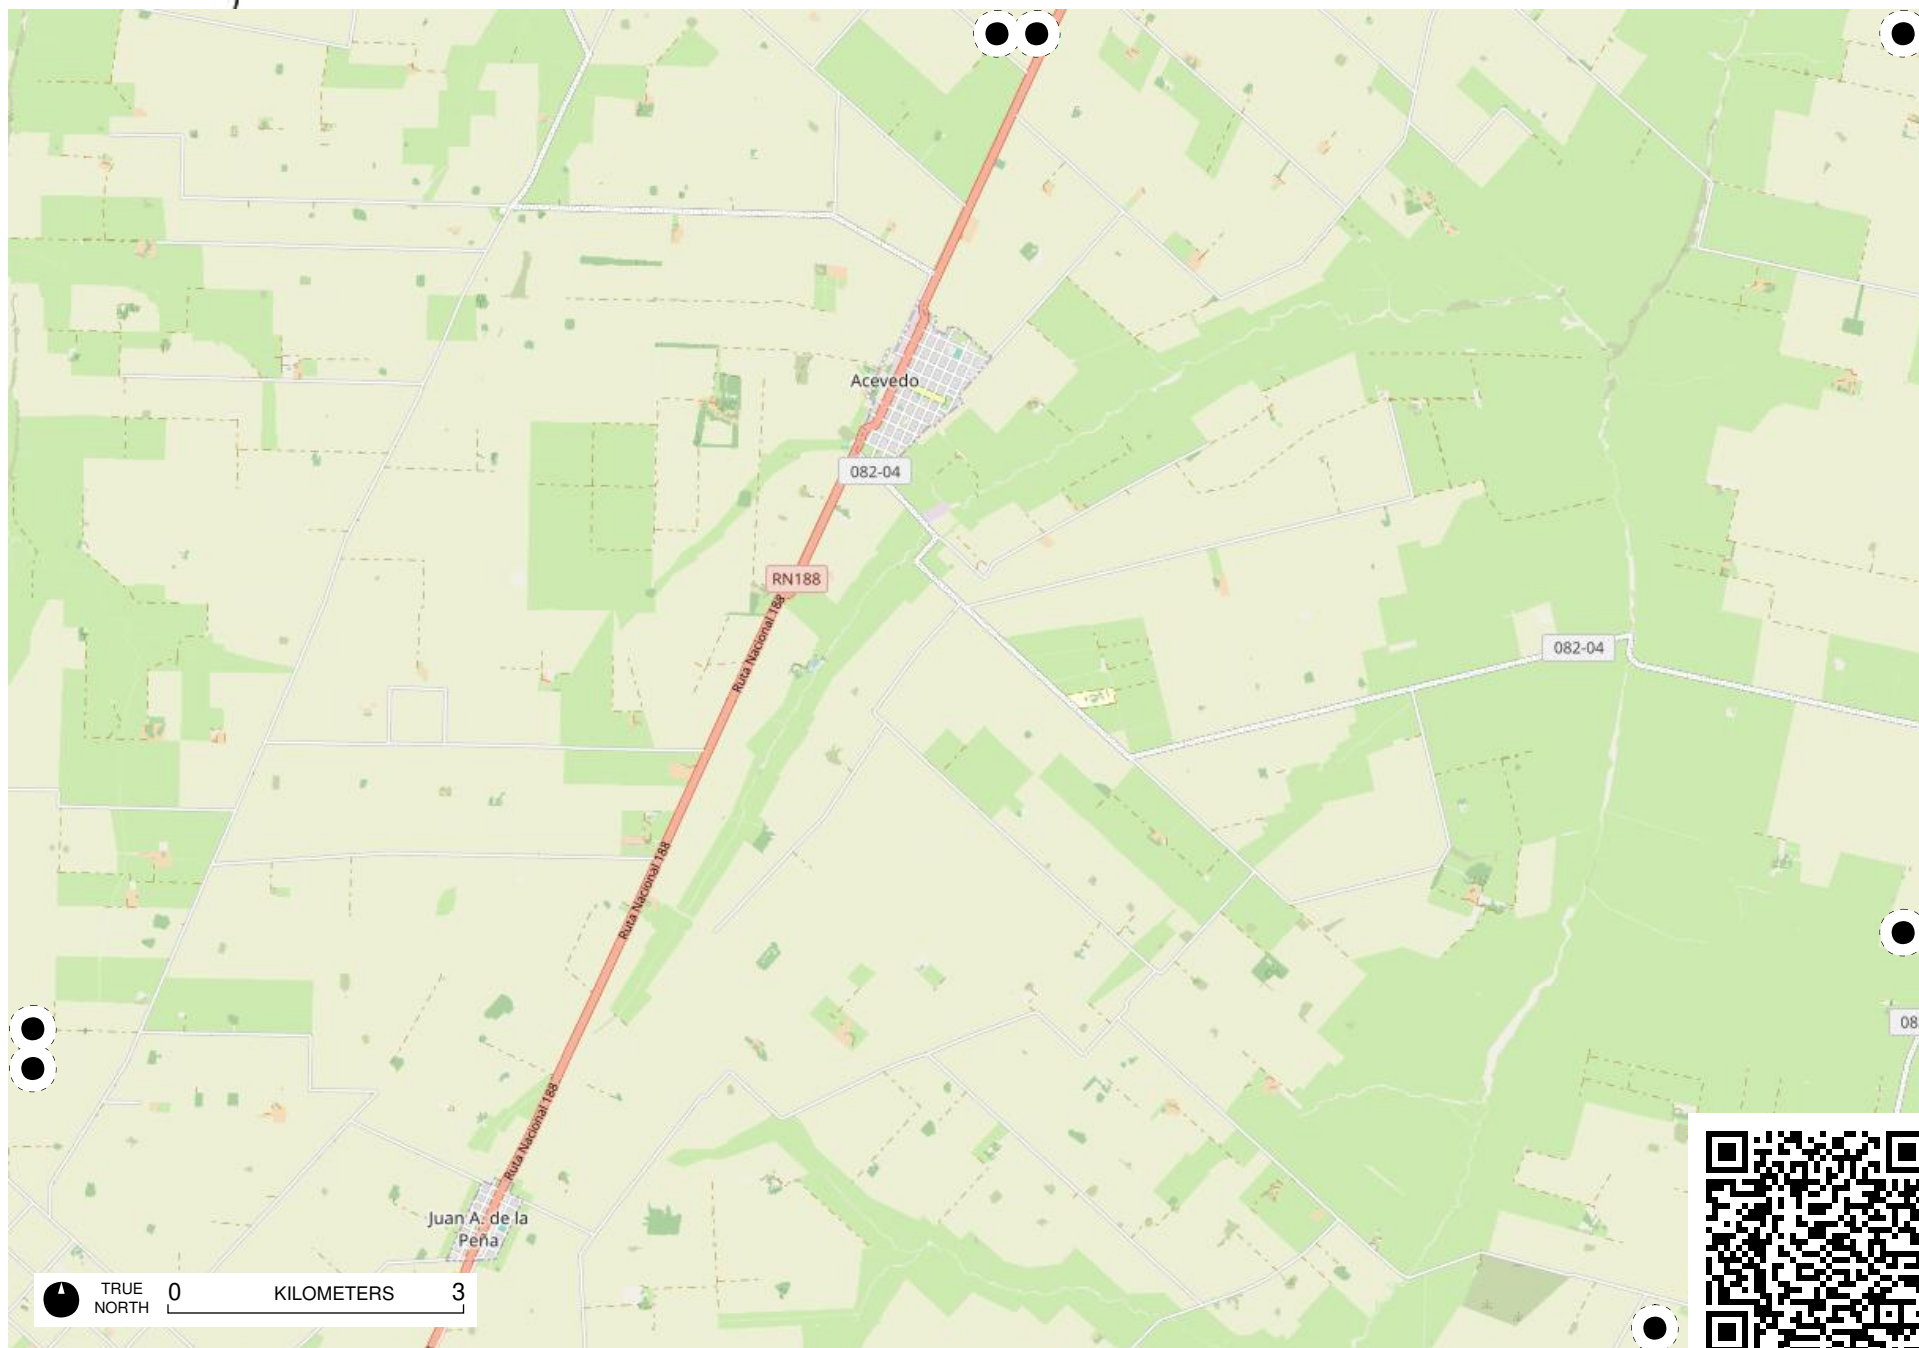 Acevedo
082-04
RN188
Ruta Nacional 188
082-04
Ruta Nacional 188
08
Ruta Nacional 188
Juan A. de la
Peña
TRUE
NORTH
0
KILOMETERS
3